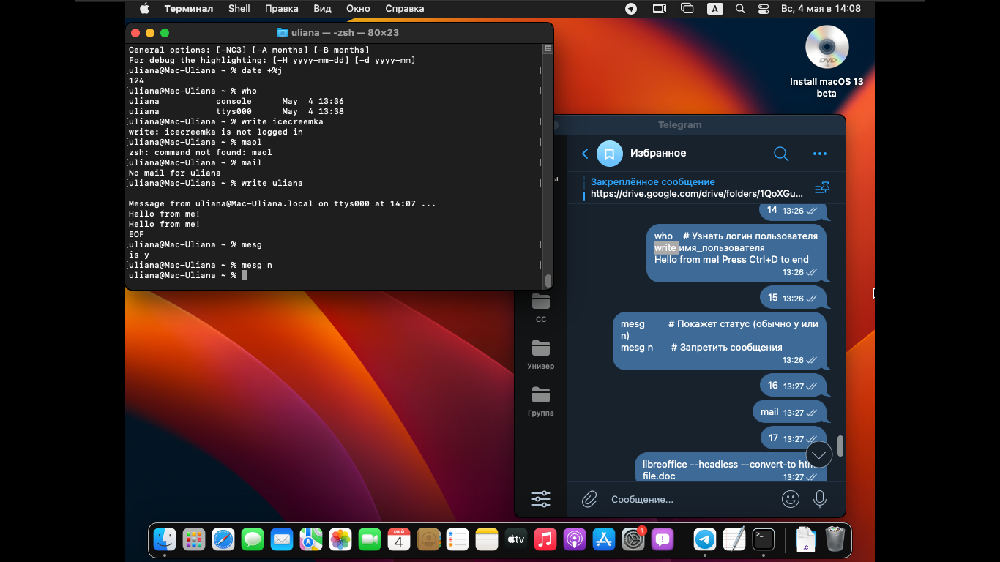 Терминал Shell Правка Вид Окно Справка
A
Вс, 4 мая в 14:08
uliana — -zsh — 80×23
General options: [-NC3] [-A months] [-B months]
For debug the highlighting: [-H yyyy-mm-dd] [-d yyyy-mm]
[uliana@Mac-Uliana ~ % date +%j ]
124
[uliana@Mac-Uliana ~ % who ]
uliana console May 4 13:36
uliana ttys000 May 4 13:38
[uliana@Mac-Uliana ~ % write icecreemka ]
write: icecreemka is not logged in
[uliana@Mac-Uliana ~ % maol ]
zsh: command not found: maol
[uliana@Mac-Uliana ~ % mail ]
No mail for uliana
[uliana@Mac-Uliana ~ % write uliana ]
Message from uliana@Mac-Uliana.local on ttys000 at 14:07 ...
Hello from me!
Hello from me!
EOF
[uliana@Mac-Uliana ~ % mesg ]
is y
[uliana@Mac-Uliana ~ % mesg n ]
uliana@Mac-Uliana ~ %
DVD
Install macOS 13
beta
Telegram
Избранное
Закреплённое сообщение
https://drive.google.com/drive/folders/1QoXGu...
14 13:26
who # Узнать логин пользователя
write имя_пользователя
Hello from me! Press Ctrl+D to end
13:26
15 13:26
mesg # Покажет статус (обычно y или
n)
mesg n # Запретить сообщения
13:26
16 13:27
mail 13:27
17 13:27
libreoffice --headless --convert-to htm
file.doc
13:27
Сообщение...
ы
СС
Универ
Группа
МАЙ
4
tv
1
>_
.c